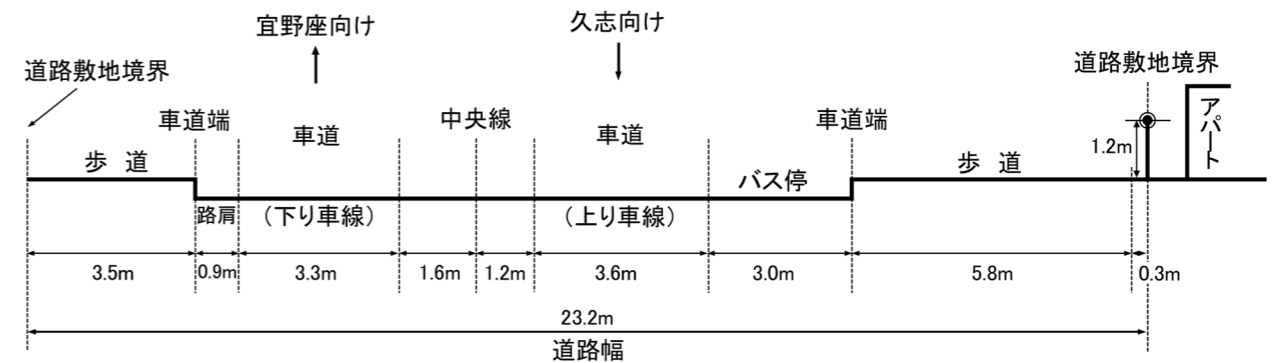 宜野座向け
久志向け
道路敷地境界
道路敷地境界
車道端
車道
中央線
車道
車道端
アパート
1.2m
歩 道
バス停
歩 道
路肩
(下り車線)
(上り車線)
3.5m
0.9m
3.3m
1.6m
1.2m
3.6m
3.0m
5.8m
0.3m
23.2m
道路幅